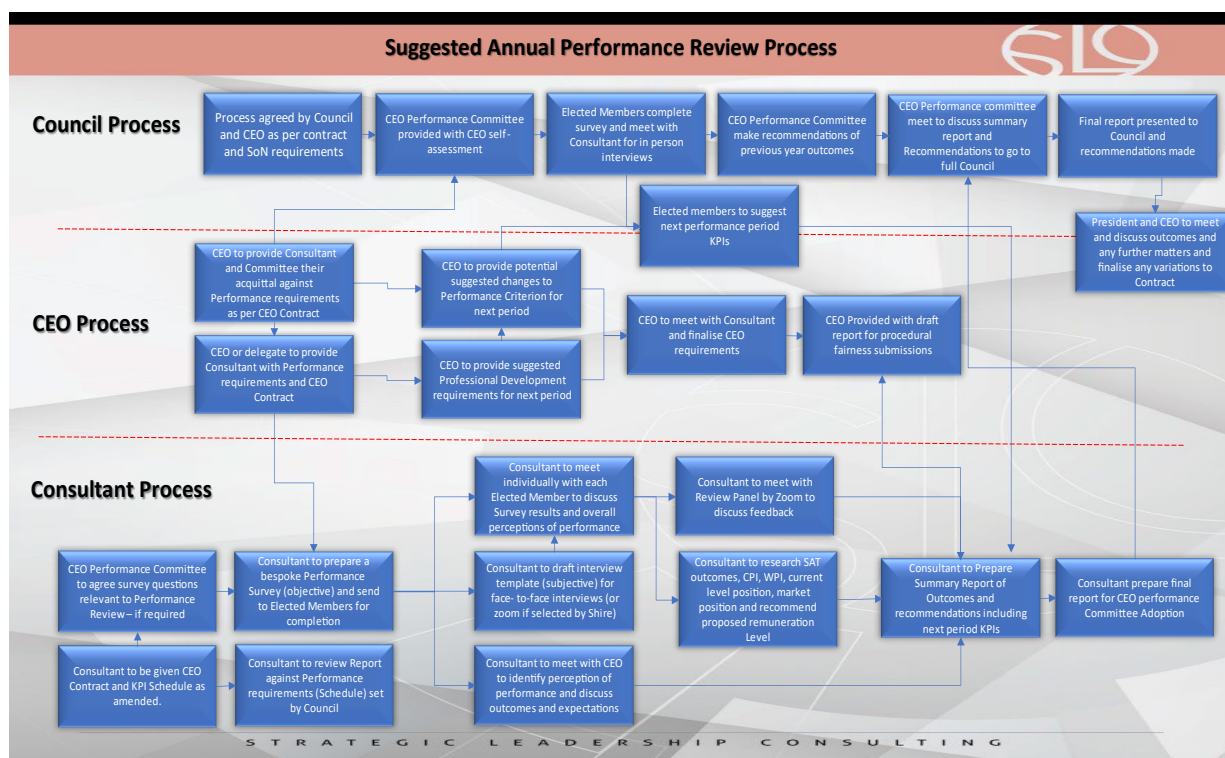 Suggested Annual Performance Review Process
SLC
Council Process
Process agreed by Council
and CEO as per contract
and SoN requirements
CEO Performance Committee
provided with CEO self-
assessment
Elected Members complete
survey and meet with
Consultant for in person
interviews
CEO Performance Committee
make recommendations of
previous year outcomes
CEO Performance committee
meet to discuss summary
report and
Recommendations to go to
full Council
Final report presented to
Council and
recommendations made
Elected members to suggest
next performance period
KPIs
President and CEO to meet
and discuss outcomes and
any further matters and
finalise any variations to
Contract
CEO Process
CEO to provide Consultant
and Committee their
acquittal against
Performance requirements
as per CEO Contract
CEO to provide potential
suggested changes to
Performance Criterion for
next period
CEO to meet with Consultant
and finalise CEO
requirements
CEO Provided with draft
report for procedural
fairness submissions
CEO or delegate to provide
Consultant with Performance
requirements and CEO
Contract
CEO to provide suggested
Professional Development
requirements for next period
Consultant Process
Consultant to meet
individually with each
Elected Member to discuss
Survey results and overall
perceptions of performance
Consultant to meet with
Review Panel by Zoom to
discuss feedback
CEO Performance Committee
to agree survey questions
relevant to Performance
Review – if required
Consultant to prepare a
bespoke Performance
Survey (objective) and send
to Elected Members for
completion
Consultant to draft interview
template (subjective) for
face- to-face interviews (or
zoom if selected by Shire)
Consultant to research SAT
outcomes, CPI, WPI, current
level position, market
position and recommend
proposed remuneration
Level
Consultant to Prepare
Summary Report of
Outcomes and
recommendations including
next period KPIs
Consultant prepare final
report for CEO performance
Committee Adoption
Consultant to be given CEO
Contract and KPI Schedule as
amended.
Consultant to review Report
against Performance
requirements (Schedule) set
by Council
Consultant to meet with CEO
to identify perception of
performance and discuss
outcomes and expectations
STRATEGIC LEADERSHIP CONSULTING